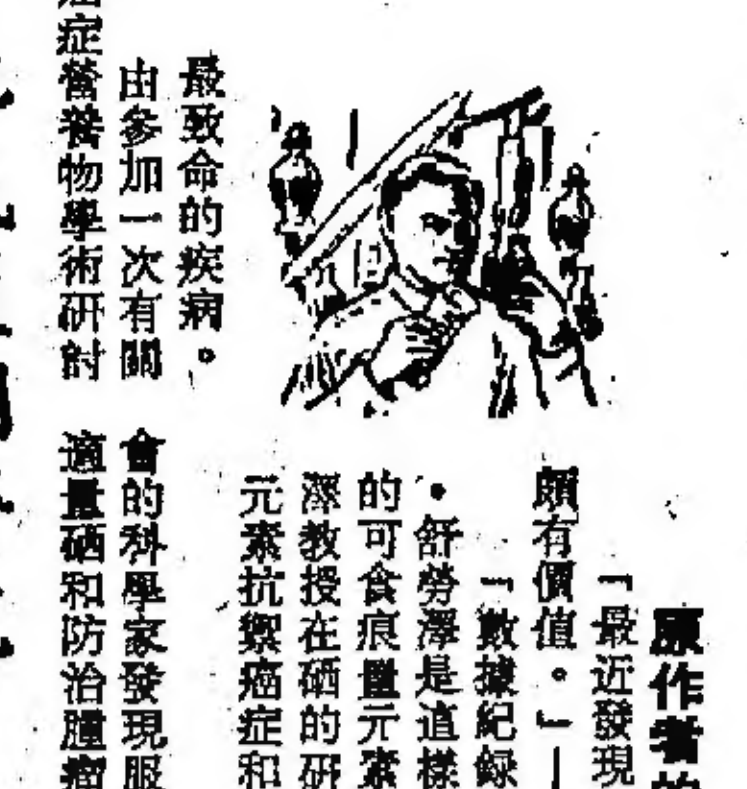 原作者的
「最近發現
頗有價值。」—
「數據紀錄
•舒勞澤是這樣
的可食痕量元素
澤教授在硒的研
元素抗禦癌症和
最致命的疾病。
由參加一次有關
癌症營養物學術研討
會的科學家發現服
適量硒和防治腫瘤